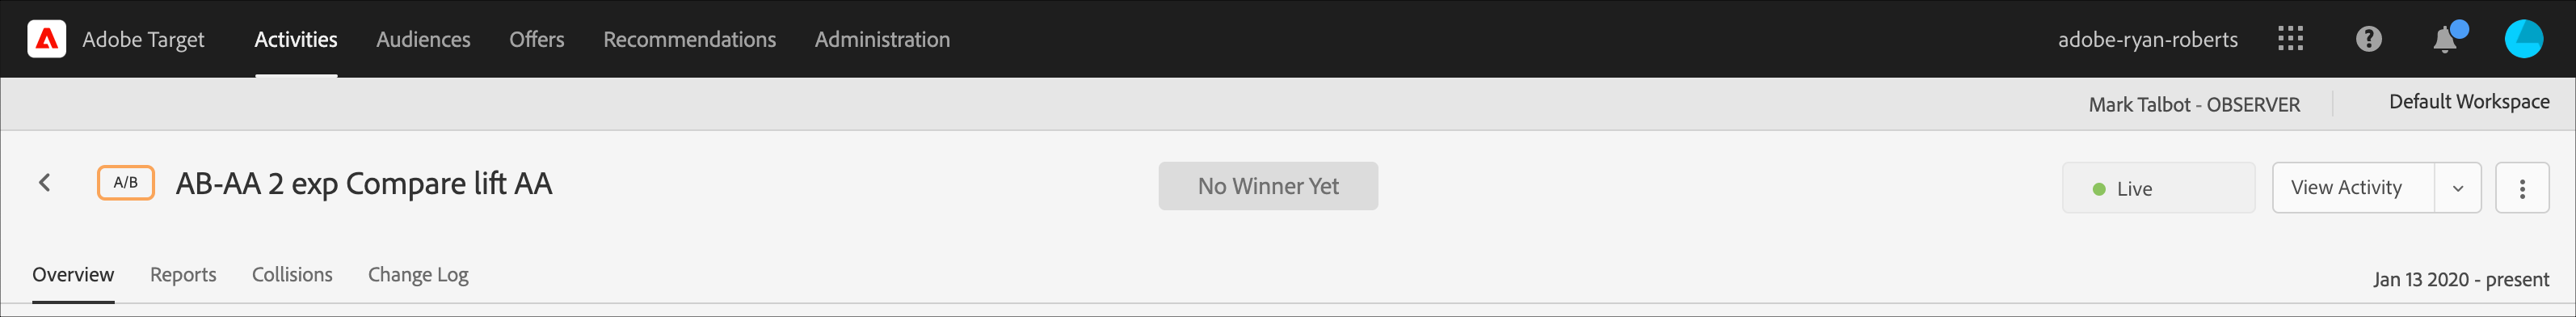 Adobe Target Activities Audiences Offers Recommendations Administration adobe-ryan-roberts ?
Mark Talbot - OBSERVER Default Workspace
A/B AB-AA 2 exp Compare lift AA No Winner Yet Live View Activity
Overview Reports Collisions Change Log Jan 13 2020 - present